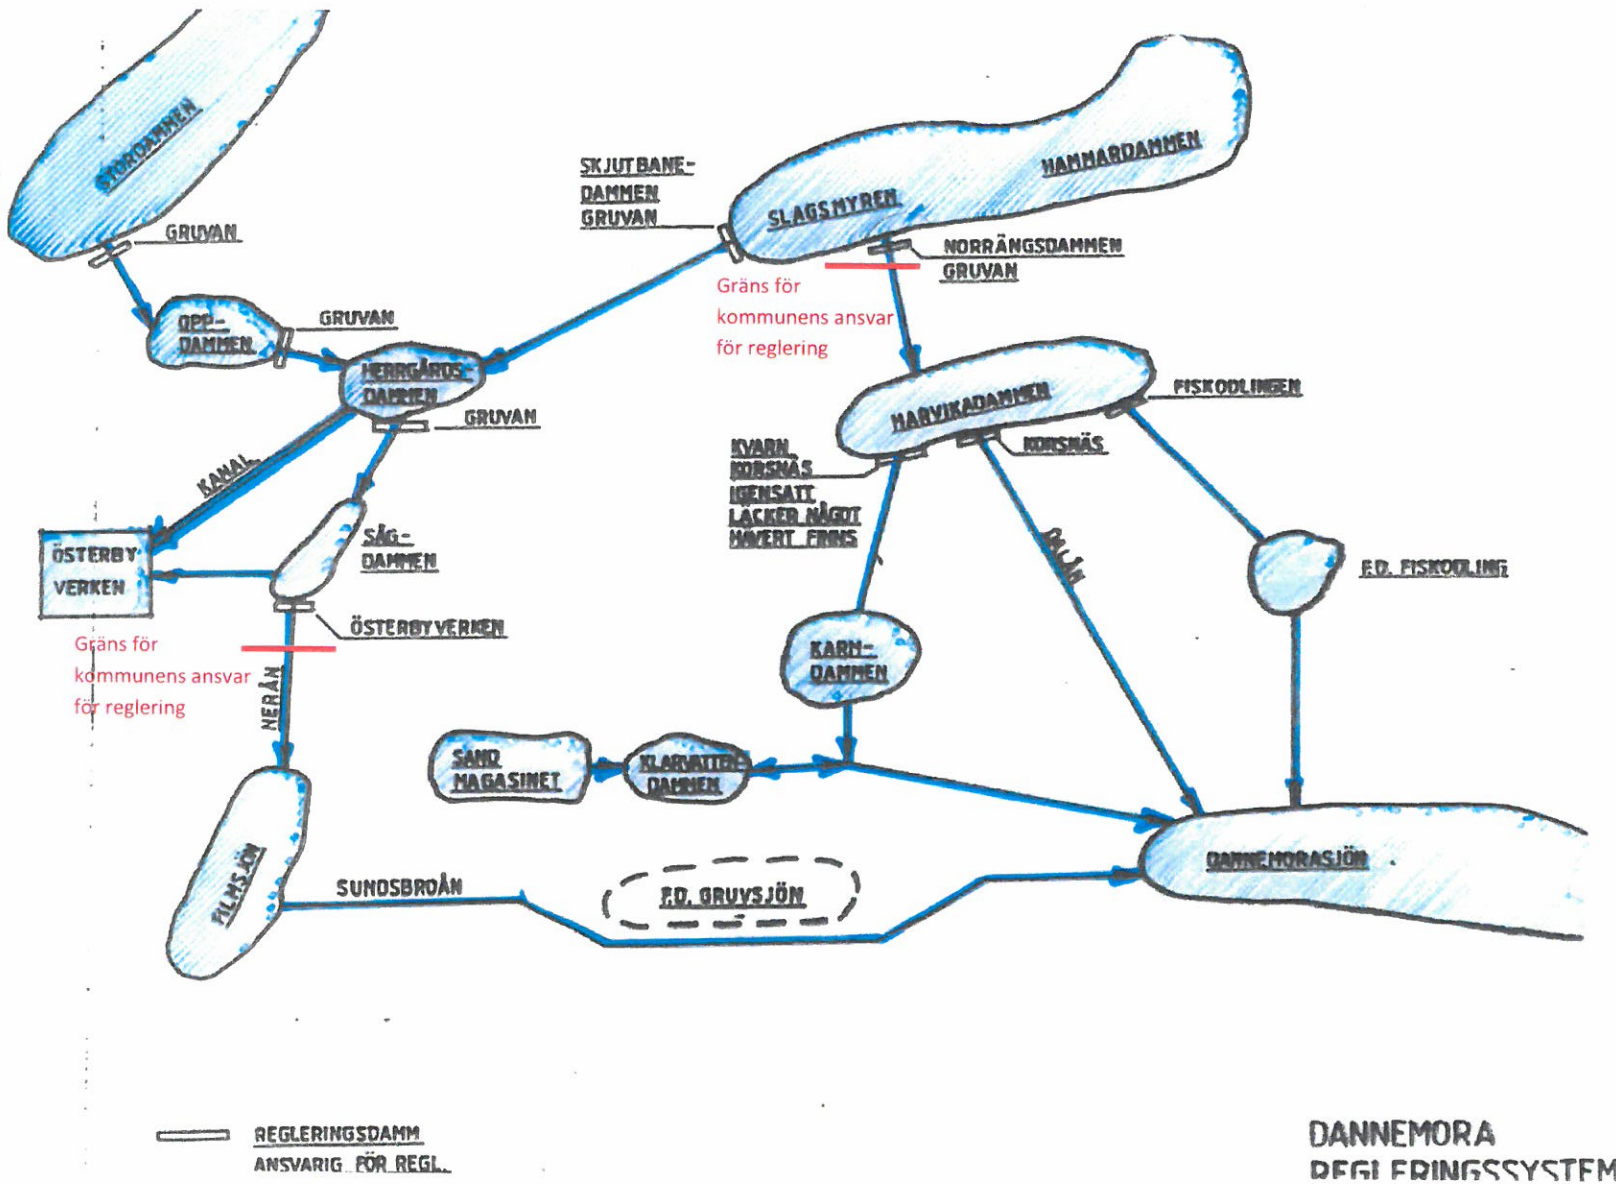 STORDAMMEN
GRUVAN
OPP-
DAMMEN
GRUVAN
HERRGÅRDS-
DAMMEN
GRUVAN
KANAL
ÖSTERBY
VERKEN
SÅG-
DAMMEN
ÖSTERBYVERKEN
Gräns för
kommunens ansvar
för reglering
NERÅN
FILMSJÖN
SUNDSBROÅN
F.D. GRUVSJÖN
SKJUTBANE-
DAMMEN
GRUVAN
SLAGSMYREN
HAMMARDAMMEN
NORRÄNGSDAMMEN
GRUVAN
Gräns för
kommunens ansvar
för reglering
HARVIKADAMMEN
FISKODLINGEN
KORSNÄS
KVARN
KORSNÄS
IGENSATT
LÄCKER NÅGOT
HÄVERT FINNS
F.D. FISKODLING
KARM-
DAMMEN
SAND
MAGASINET
KLARVATTEN-
DAMMEN
DANNEMORASJÖN
REGLERINGSDAMM
ANSVARIG FÖR REGL.
DANNEMORA
REGLERINGSSYSTEM